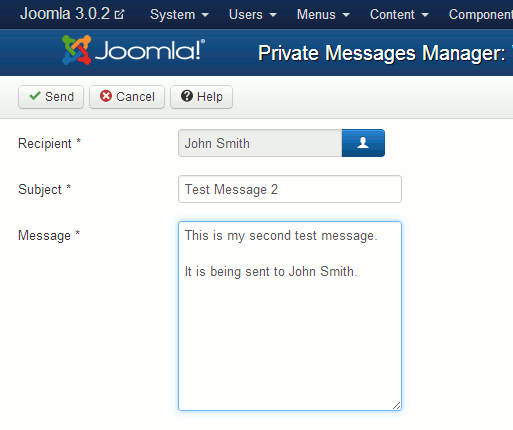 Joomla 3.0.2 System Users Menus Content Component
Joomla!® Private Messages Manager:
Send Cancel Help
Recipient * John Smith
Subject * Test Message 2
Message * This is my second test message.
It is being sent to John Smith.